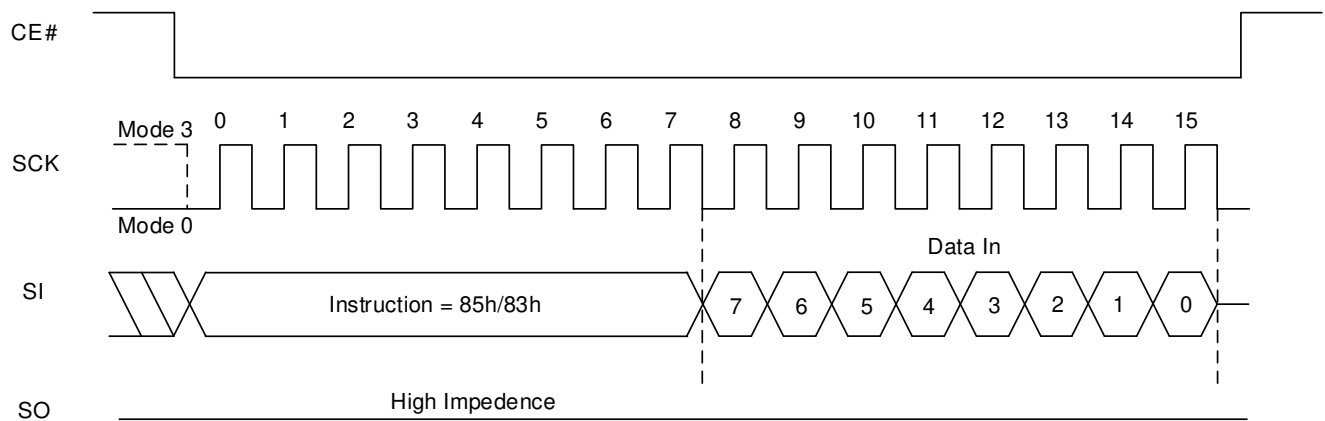 CE#
Mode 3 0 1 2 3 4 5 6 7 8 9 10 11 12 13 14 15
SCK
Mode 0
Data In
SI
Instruction = 85h/83h 7 6 5 4 3 2 1 0
High Impedence
SO